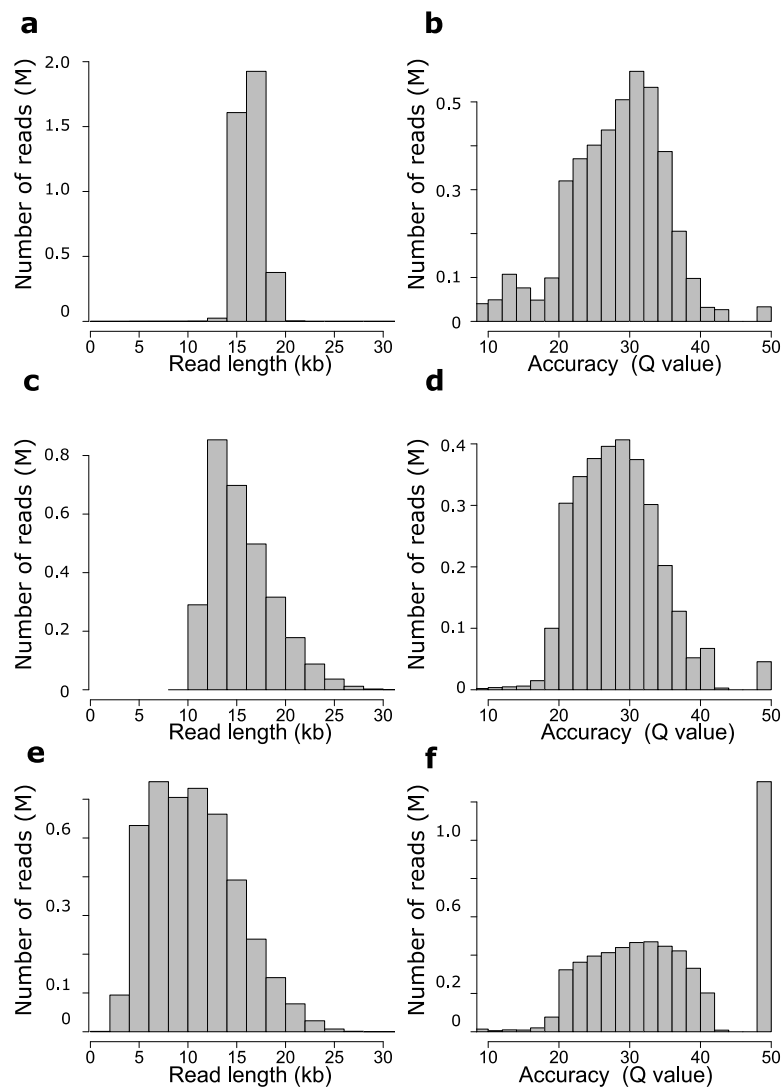 a
Number of reads (M)
2.0
1.5
1.0
0.5
0
0 5 10 15 20 25 30
Read length (kb)
b
Number of reads (M)
0.5
0.3
0.1
0
10 20 30 40 50
Accuracy (Q value)
c
Number of reads (M)
0.8
0.6
0.4
0.2
0
0 5 10 15 20 25 30
Read length (kb)
d
Number of reads (M)
0.4
0.3
0.2
0.1
0
10 20 30 40 50
Accuracy (Q value)
e
Number of reads (M)
0.6
0.3
0.1
0
0 5 10 15 20 25 30
Read length (kb)
f
Number of reads (M)
1.0
0.6
0.2
0
10 20 30 40 50
Accuracy (Q value)